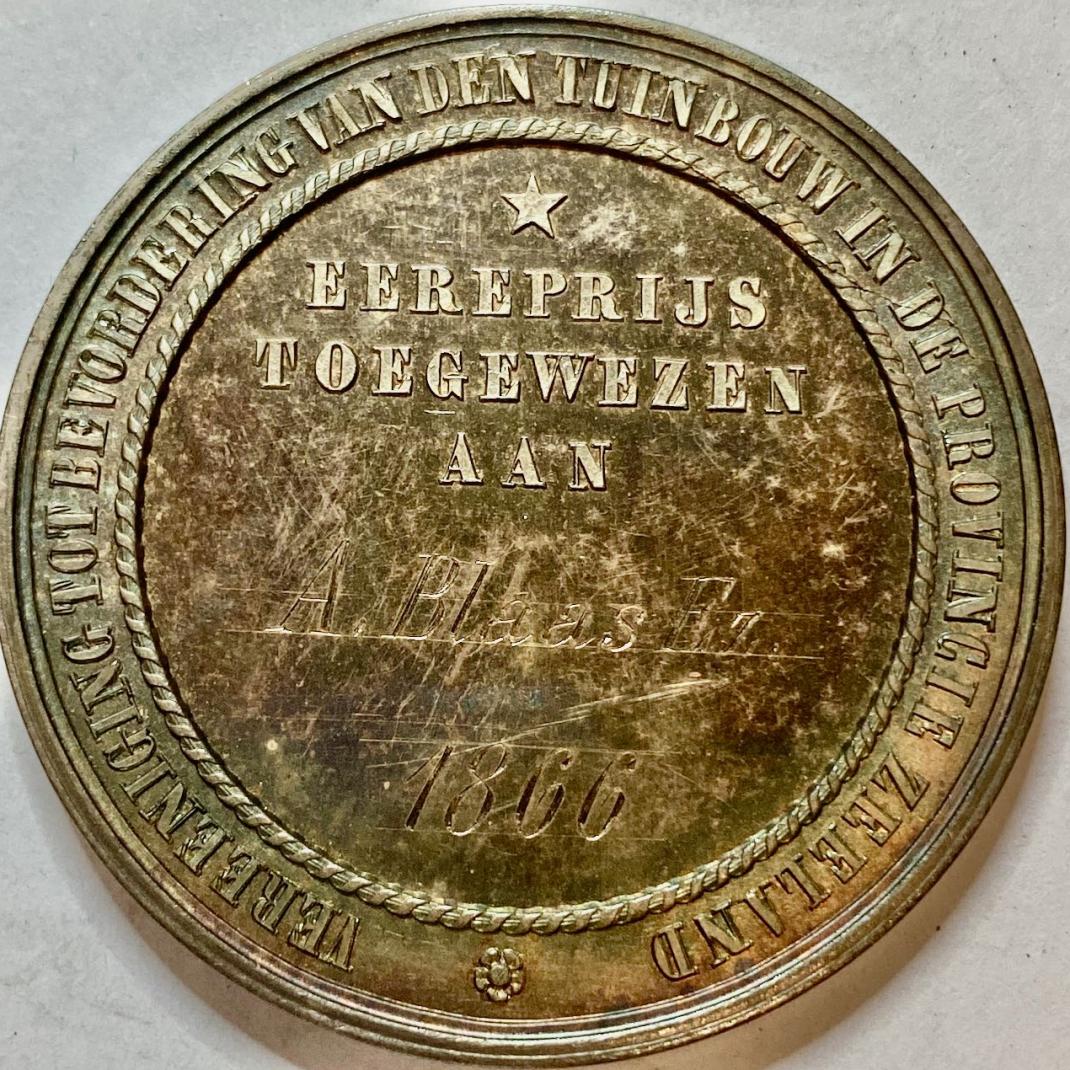 VEREENIGING TOT BEVORDERING VAN DEN TUINBOUW IN DE PROVINCIE ZEELAND
EEREPRIJS
TOEGEWEZEN
AAN
A. Blaas Ez.
1866